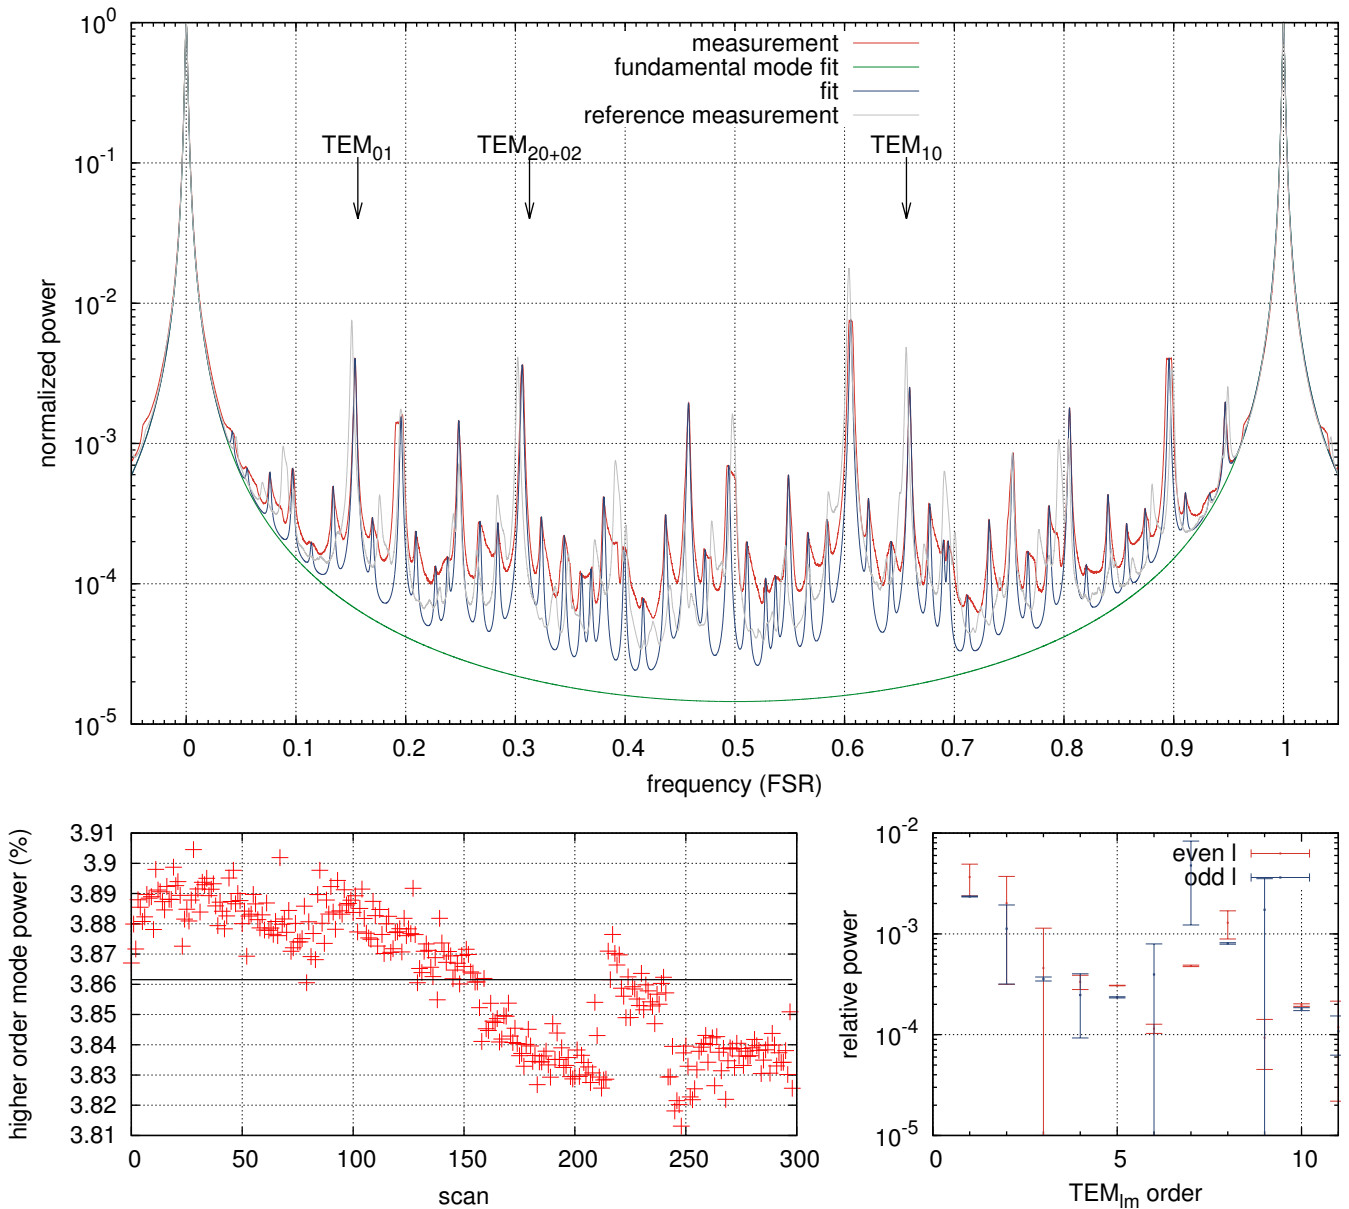 10^0
10^-1
10^-2
10^-3
10^-4
10^-5
normalized power
measurement
fundamental mode fit
fit
reference measurement
TEM_01
TEM_20+02
TEM_10
0 0.1 0.2 0.3 0.4 0.5 0.6 0.7 0.8 0.9 1
frequency (FSR)
higher order mode power (%)
3.91
3.9
3.89
3.88
3.87
3.86
3.85
3.84
3.83
3.82
3.81
0 50 100 150 200 250 300
scan
relative power
10^-2
10^-3
10^-4
10^-5
even l
odd l
0 5 10
TEM_lm order